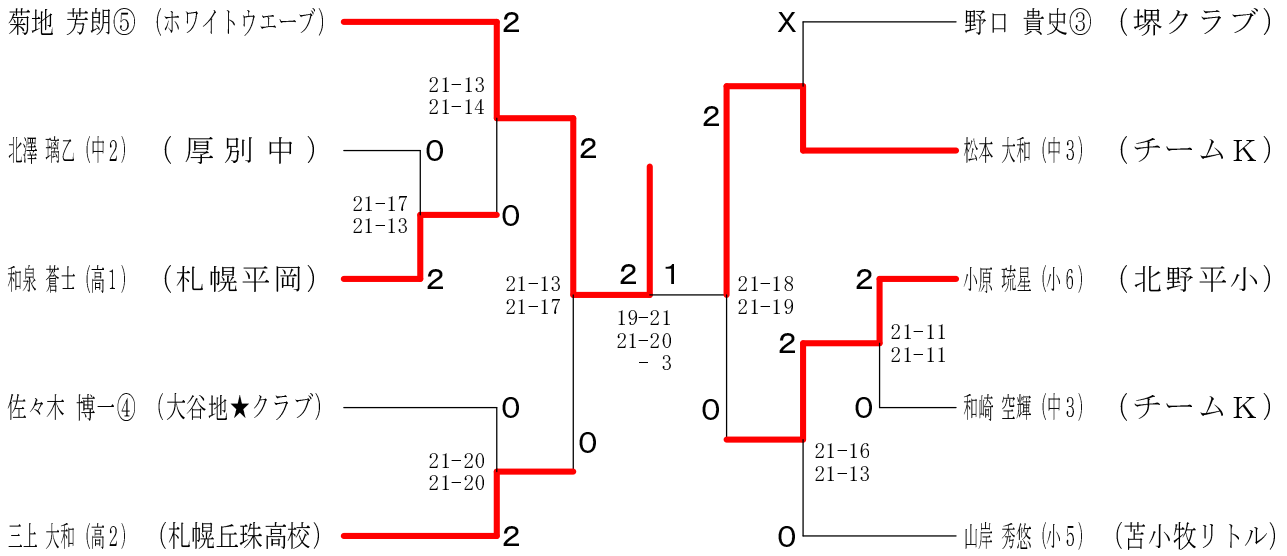 菊地 芳朗⑤ (ホワイトウエーブ)
2
21-13
21-14
北澤 璃乙 (中2) (厚別中)
0
21-17
21-13
0
2
和泉 蒼士 (高1) (札幌平岡)
2
21-13
21-17
佐々木 博一④ (大谷地★クラブ)
0
21-20
21-20
0
三上 大和 (高2) (札幌丘珠高校)
2
2 1
19-21
21-20
- 3
X
野口 貴史③ (堺クラブ)
2
松本 大和 (中3) (チームK)
21-18
21-19
2
小原 琉星 (小6) (北野平小)
21-11
21-11
2
0
和崎 空輝 (中3) (チームK)
0
21-16
21-13
0
山岸 秀悠 (小5) (苫小牧リトル)